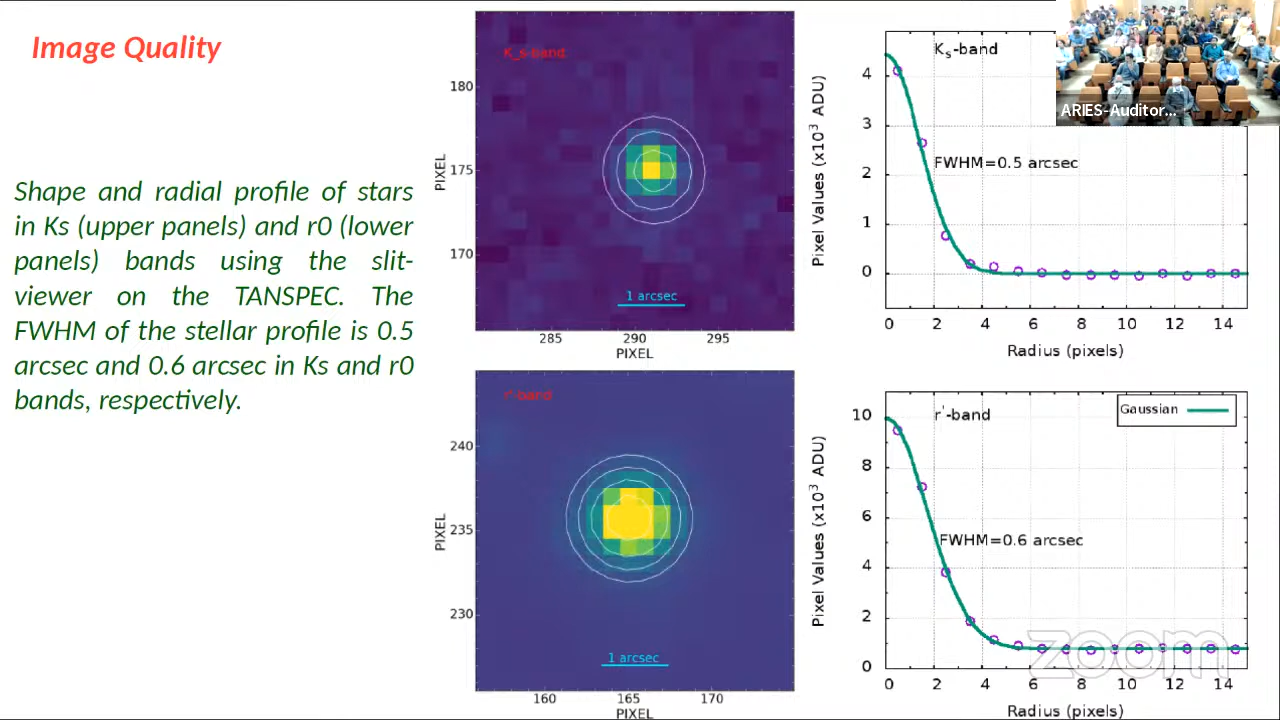 Image Quality
Shape and radial profile of stars
in Ks (upper panels) and r0 (lower
panels) bands using the slit-
viewer on the TANSPEC. The
FWHM of the stellar profile is 0.5
arcsec and 0.6 arcsec in Ks and r0
bands, respectively.
K_s-band
180
175
170
PIXEL
1 arcsec
285 290 295
PIXEL
Ks-band
FWHM=0.5 arcsec
Pixel Values (x10³ ADU)
4
3
2
1
0
0 2 4 6 8 10 12 14
Radius (pixels)
ARIES-Auditor...
r'-band
240
235
230
PIXEL
1 arcsec
160 165 170
PIXEL
r'-band
Gaussian
FWHM=0.6 arcsec
Pixel Values (x10³ ADU)
10
8
6
4
2
0
0 2 4 6 8 10 12 14
Radius (pixels)
zoom